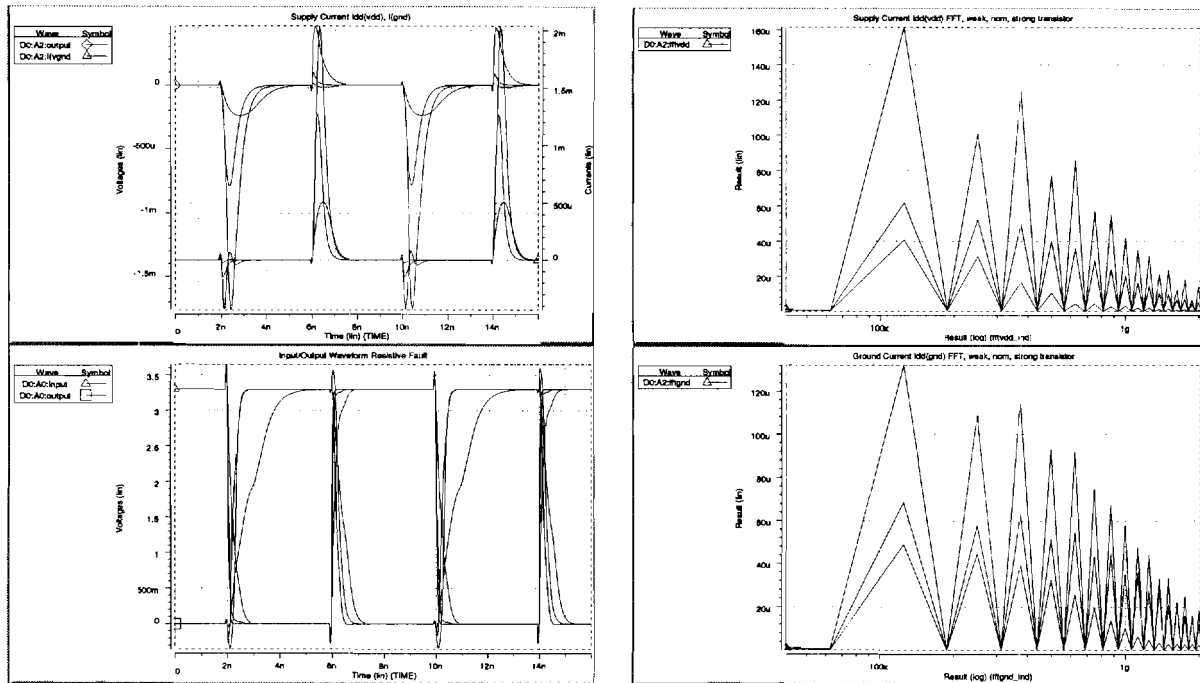 Supply Current Idd(vdd), I(gnd)
Wave Symbol
D0:A2:output
D0:A2:I(vgnd
0
-500u
-1m
-1.5m
Voltages (lin)
2m
1.5m
1m
500u
0
Currents (lin)
0 2n 4n 6n 8n 10n 12n 14n
Time (lin) (TIME)
Input/Output Waveform Resistive Fault
Wave Symbol
D0:A0:input
D0:A0:output
3.5
3
2.5
2
1.5
1
500m
0
Voltages (lin)
0 2n 4n 6n 8n 10n 12n 14n
Time (lin) (TIME)
Supply Current Idd(vdd) FFT, weak, nom, strong transistor
Wave Symbol
D0:A2:fftvdd
160u
140u
120u
100u
80u
60u
40u
20u
Result (lin)
100x 1g
Result (log) (fftvdd_ind)
Ground Current Idd(gnd) FFT, weak, nom, strong transistor
Wave Symbol
D0:A2:fftgnd
120u
100u
80u
60u
40u
20u
Result (lin)
100x 1g
Result (log) (fftgnd_ind)